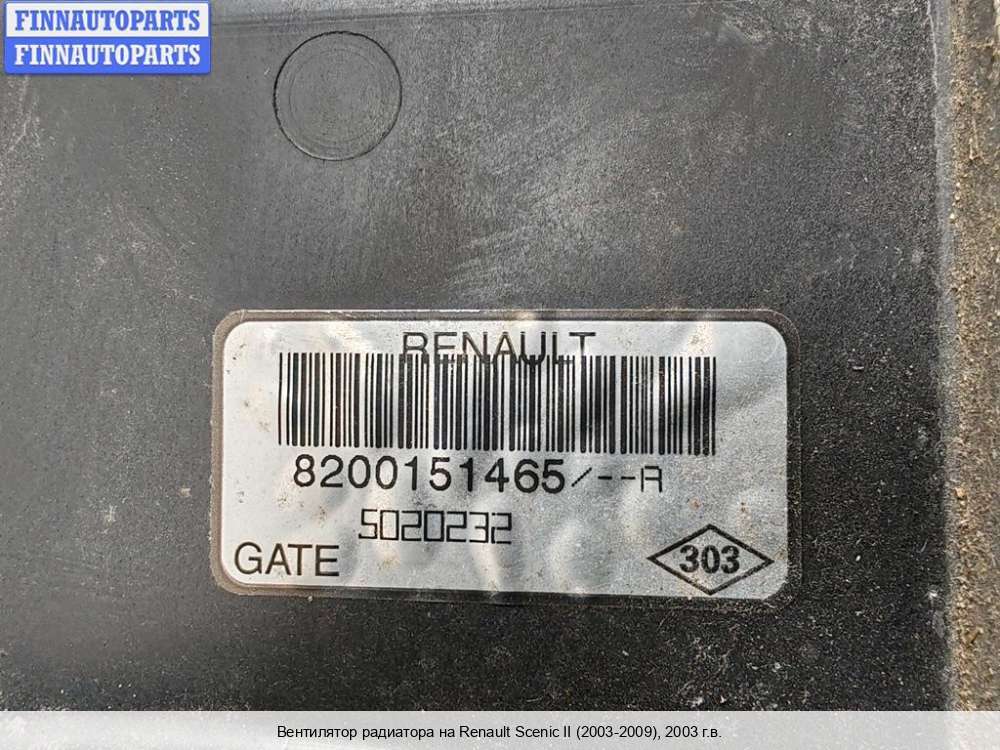 FINNAUTOPARTS
FINNAUTOPARTS
RENAULT
8200151465/--A
5020232
GATE
303
Вентилятор радиатора на Renault Scenic II (2003-2009), 2003 г.в.